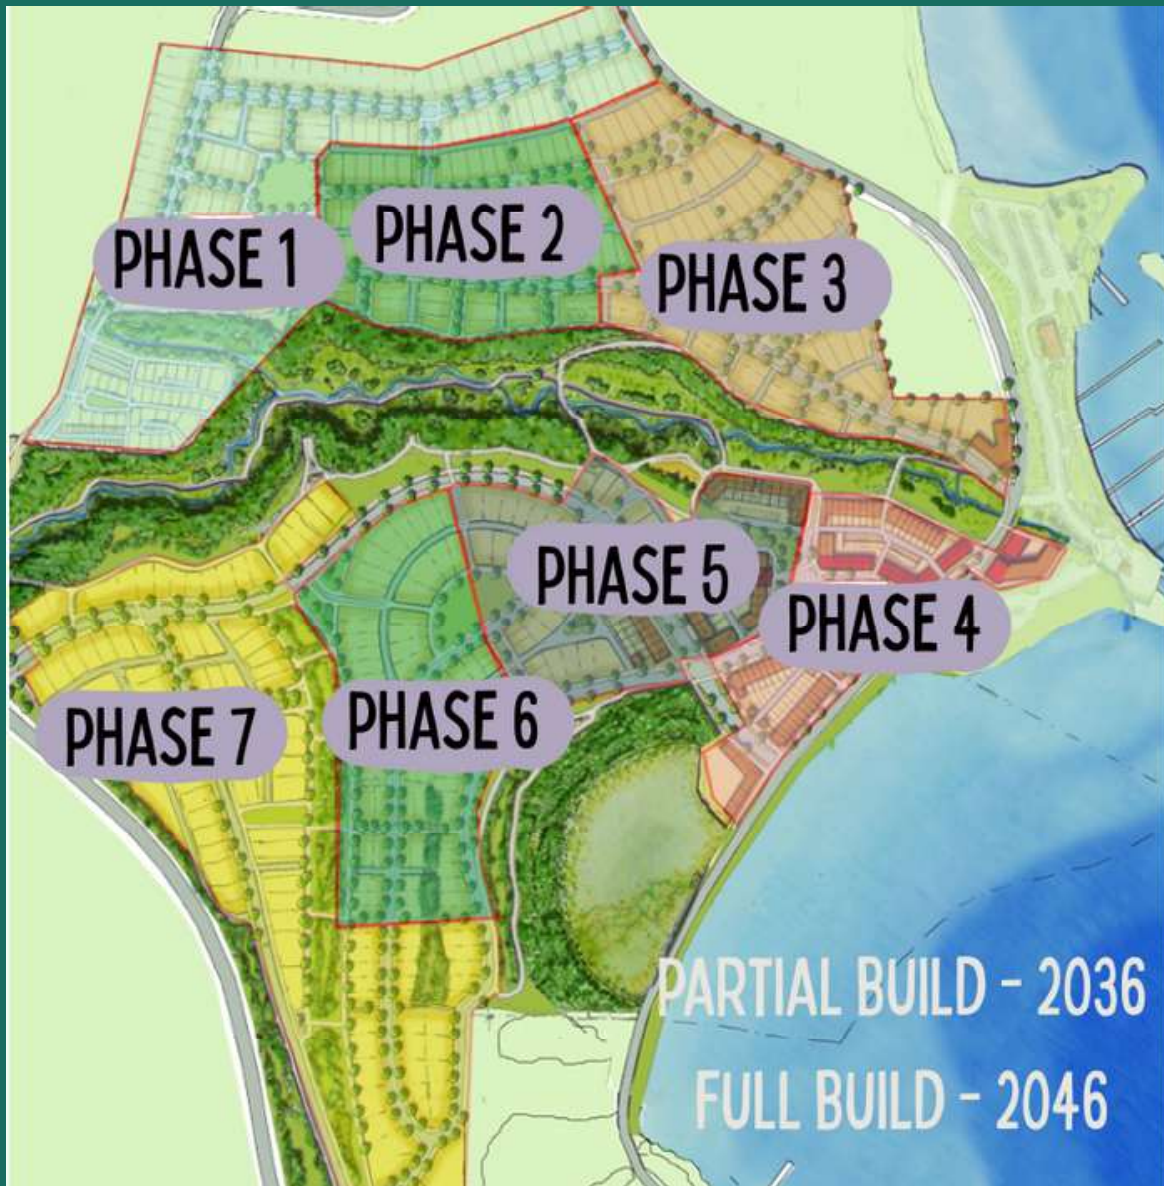 PHASE 1
PHASE 2
PHASE 3
PHASE 5
PHASE 4
PHASE 7
PHASE 6
PARTIAL BUILD - 2036
FULL BUILD - 2046